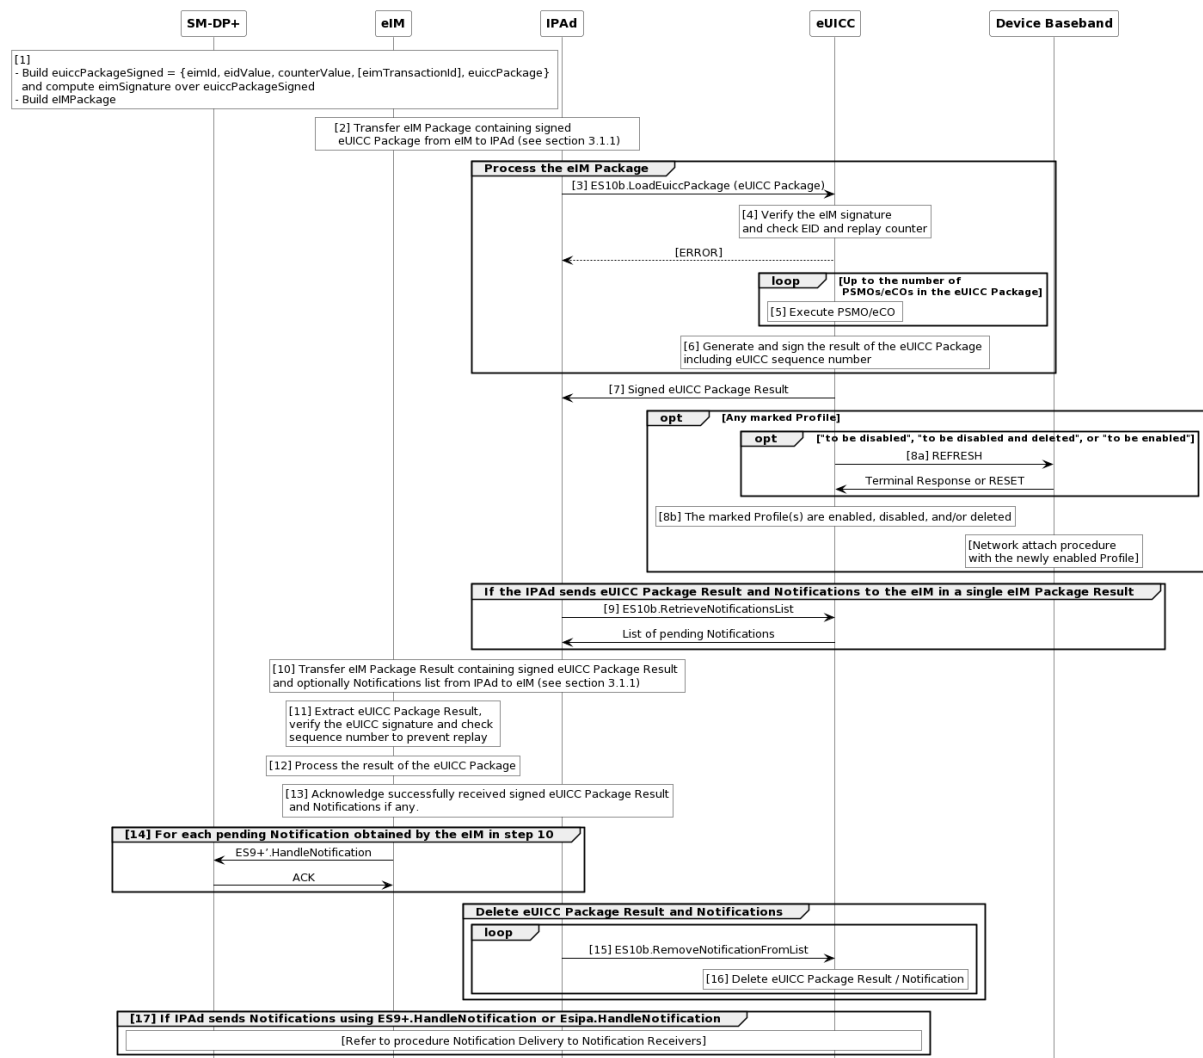 SM-DP+
eIM
IPAd
eUICC
Device Baseband
[1]
- Build euiccPackageSigned = {eimId, eidValue, counterValue, [eimTransactionId], euiccPackage}
and compute eimSignature over euiccPackageSigned
- Build eIMPackage
[2] Transfer eIM Package containing signed
eUICC Package from eIM to IPAd (see section 3.1.1)
Process the eIM Package
[3] ES10b.LoadEuiccPackage (eUICC Package)
[4] Verify the eIM signature
and check EID and replay counter
[ERROR]
loop
[Up to the number of
PSMOs/eCOs in the eUICC Package]
[5] Execute PSMO/eCO
[6] Generate and sign the result of the eUICC Package
including eUICC sequence number
[7] Signed eUICC Package Result
opt
[Any marked Profile]
opt
["to be disabled", "to be disabled and deleted", or "to be enabled"]
[8a] REFRESH
Terminal Response or RESET
[8b] The marked Profile(s) are enabled, disabled, and/or deleted
[Network attach procedure
with the newly enabled Profile]
If the IPAd sends eUICC Package Result and Notifications to the eIM in a single eIM Package Result
[9] ES10b.RetrieveNotificationsList
List of pending Notifications
[10] Transfer eIM Package Result containing signed eUICC Package Result
and optionally Notifications list from IPAd to eIM (see section 3.1.1)
[11] Extract eUICC Package Result,
verify the eUICC signature and check
sequence number to prevent replay
[12] Process the result of the eUICC Package
[13] Acknowledge successfully received signed eUICC Package Result
and Notifications if any.
[14] For each pending Notification obtained by the eIM in step 10
ES9+’.HandleNotification
ACK
Delete eUICC Package Result and Notifications
loop
[15] ES10b.RemoveNotificationFromList
[16] Delete eUICC Package Result / Notification
[17] If IPAd sends Notifications using ES9+.HandleNotification or Esipa.HandleNotification
[Refer to procedure Notification Delivery to Notification Receivers]